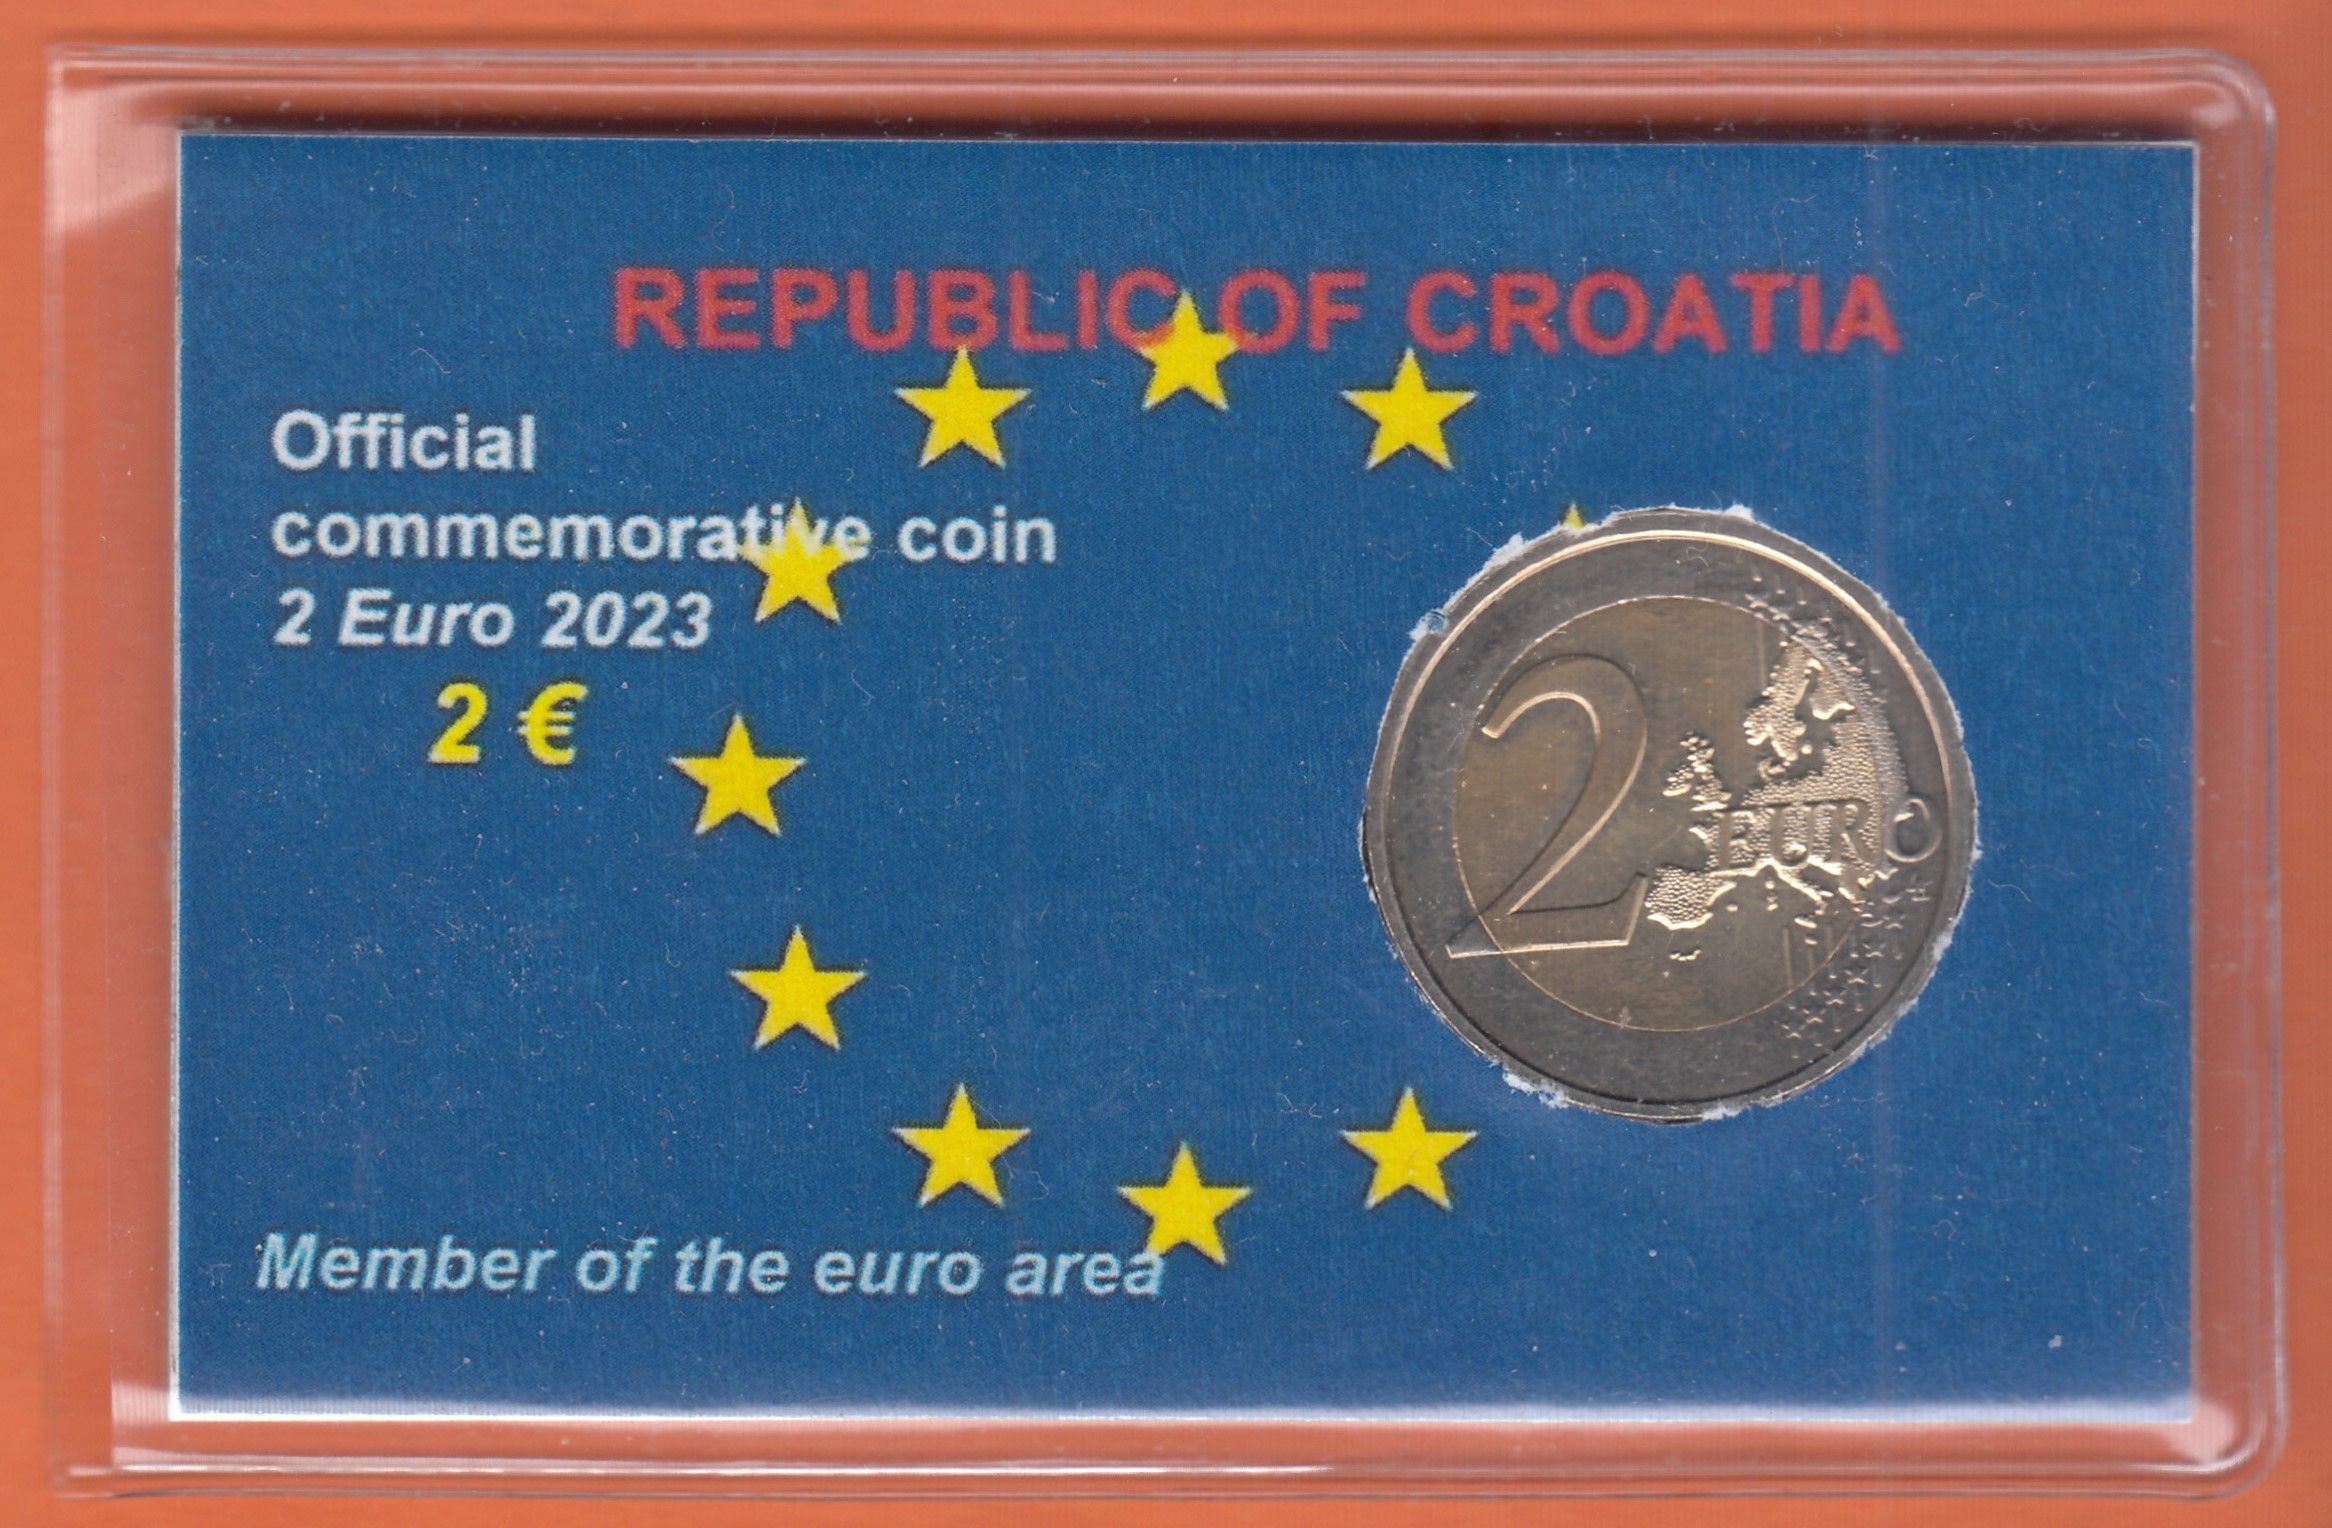 REPUBLIC OF CROATIA
Official
commemorative coin
2 Euro 2023
2 €
2 EURO
Member of the euro area